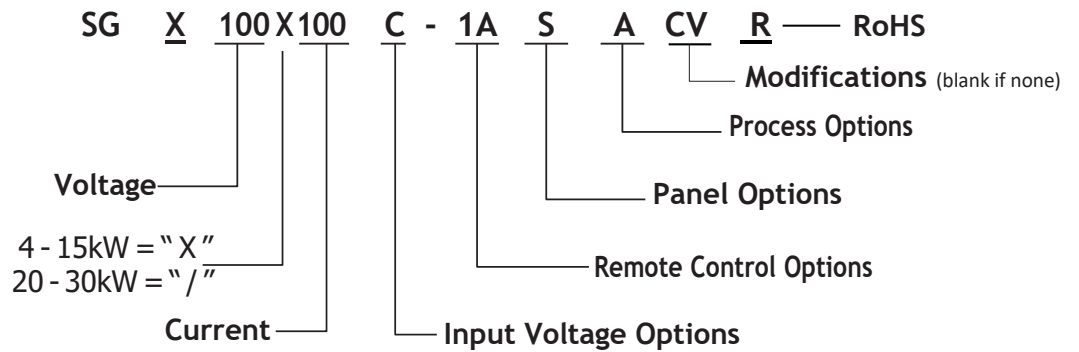 SG X 100 X 100 C - 1A S A CV R RoHS
Modifications (blank if none)
Process Options
Voltage
Panel Options
4 - 15kW = “ X ”
20 - 30kW = “ / ”
Remote Control Options
Current
Input Voltage Options